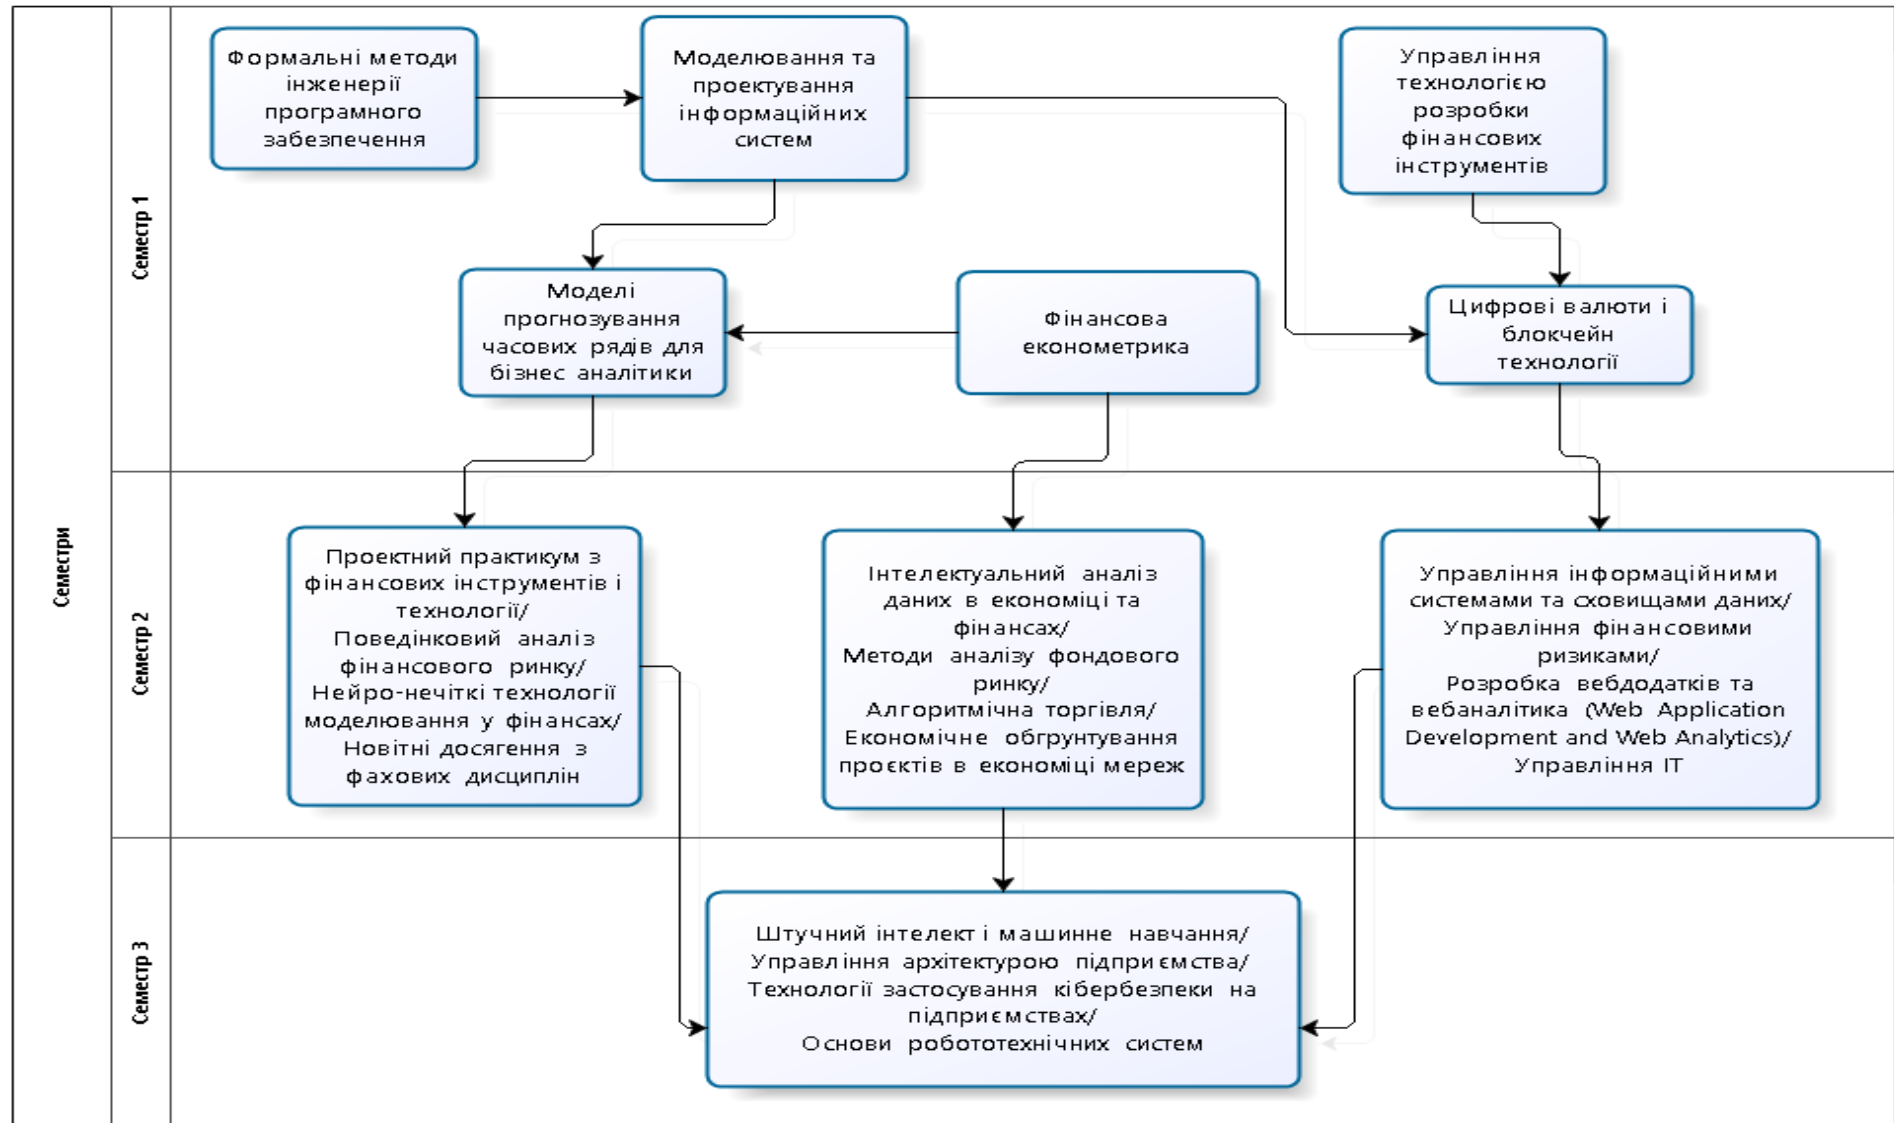 Семестри
Семестр 1
Формальні методи
інженерії
програмного
забезпечення
Моделювання та
проектування
інформаційних
систем
Управління
технологією
розробки
фінансових
інструментів
Моделі
прогнозування
часових рядів для
бізнес аналітики
Фінансова
економетрика
Цифрові валюти і
блокчейн
технології
Семестр 2
Проектний практикум з
фінансових інструментів і
технології/
Поведінковий аналіз
фінансового ринку/
Нейро-нечіткі технології
моделювання у фінансах/
Новітні досягення з
фахових дисциплін
Інтелектуальний аналіз
даних в економіці та
фінансах/
Методи аналізу фондового
ринку/
Алгоритмічна торгівля/
Економічне обгрунтування
проєктів в економіці мереж
Управління інформаційними
системами та сховищами даних/
Управління фінансовими
ризиками/
Розробка вебдодатків та
вебаналітика (Web Application
Development and Web Analytics)/
Управління ІТ
Семестр 3
Штучний інтелект і машинне навчання/
Управління архітектурою підприємства/
Технології застосування кібербезпеки на
підприємствах/
Основи робототехнічних систем